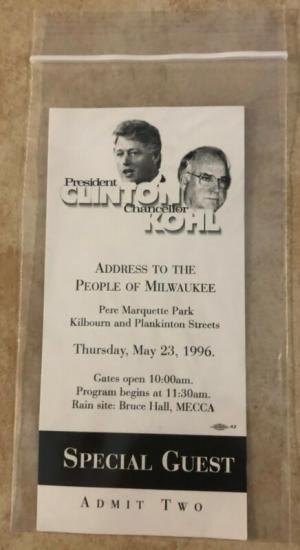 President
CLINTON
Chancellor
KOHL
ADDRESS TO THE
PEOPLE OF MILWAUKEE
Pere Marquette Park
Kilbourn and Plankinton Streets
Thursday, May 23, 1996.
Gates open 10:00am.
Program begins at 11:30am.
Rain site: Bruce Hall, MECCA
SPECIAL GUEST
ADMIT TWO